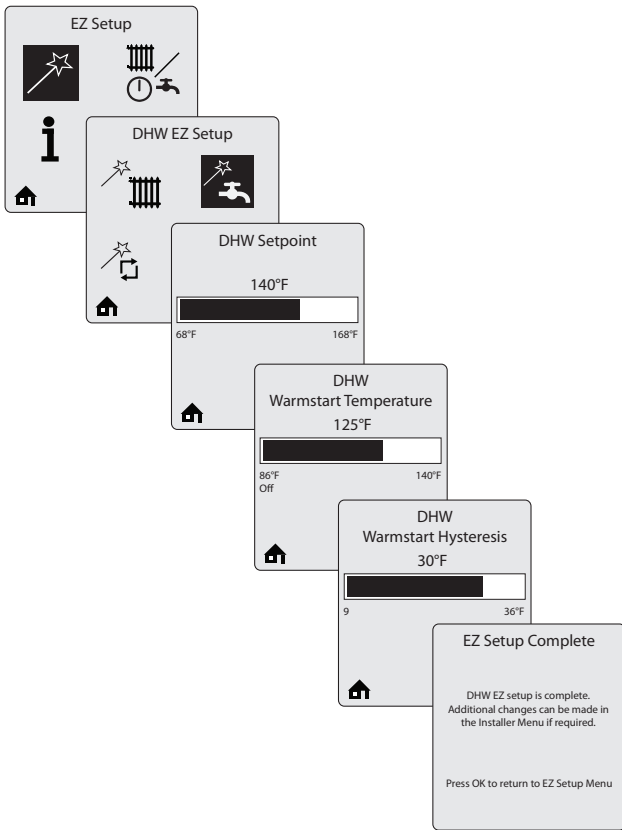 EZ Setup
DHW EZ Setup
DHW Setpoint
140°F
68°F 168°F
DHW
Warmstart Temperature
125°F
86°F 140°F
Off
DHW
Warmstart Hysteresis
30°F
9 36°F
EZ Setup Complete
DHW EZ setup is complete.
Additional changes can be made in
the Installer Menu if required.
Press OK to return to EZ Setup Menu